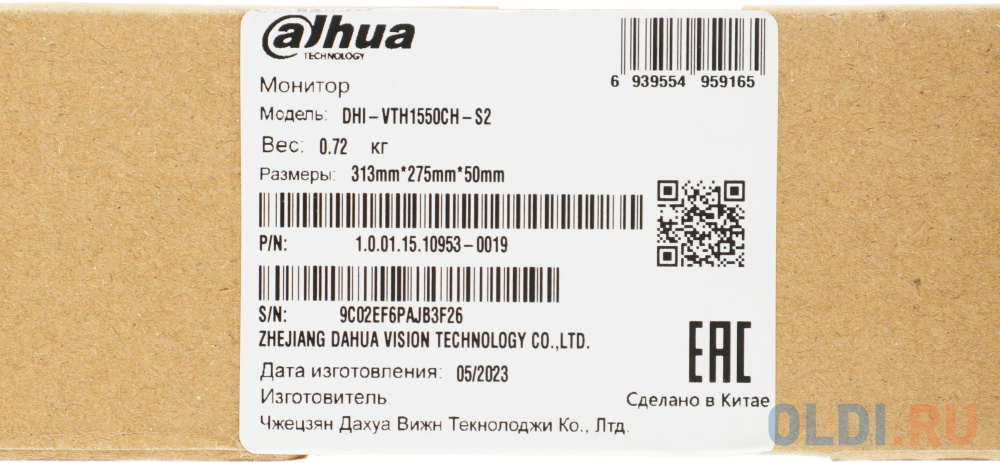 alhua
TECHNOLOGY
6 939554 959165
Монитор
Модель: DHI-VTH1550CH-S2
Вес: 0.72 кг
Размеры: 313mm*275mm*50mm
P/N: 1.0.01.15.10953-0019
S/N: 9C02EF6PAJB3F26
ZHEJIANG DAHUA VISION TECHNOLOGY CO.,LTD.
Дата изготовления: 05/2023
EAC
Изготовитель:
Сделано в Китае
Чжецзян Дахуа Вижн Текнолоджи Ко., Лтд.
OLDI.RU